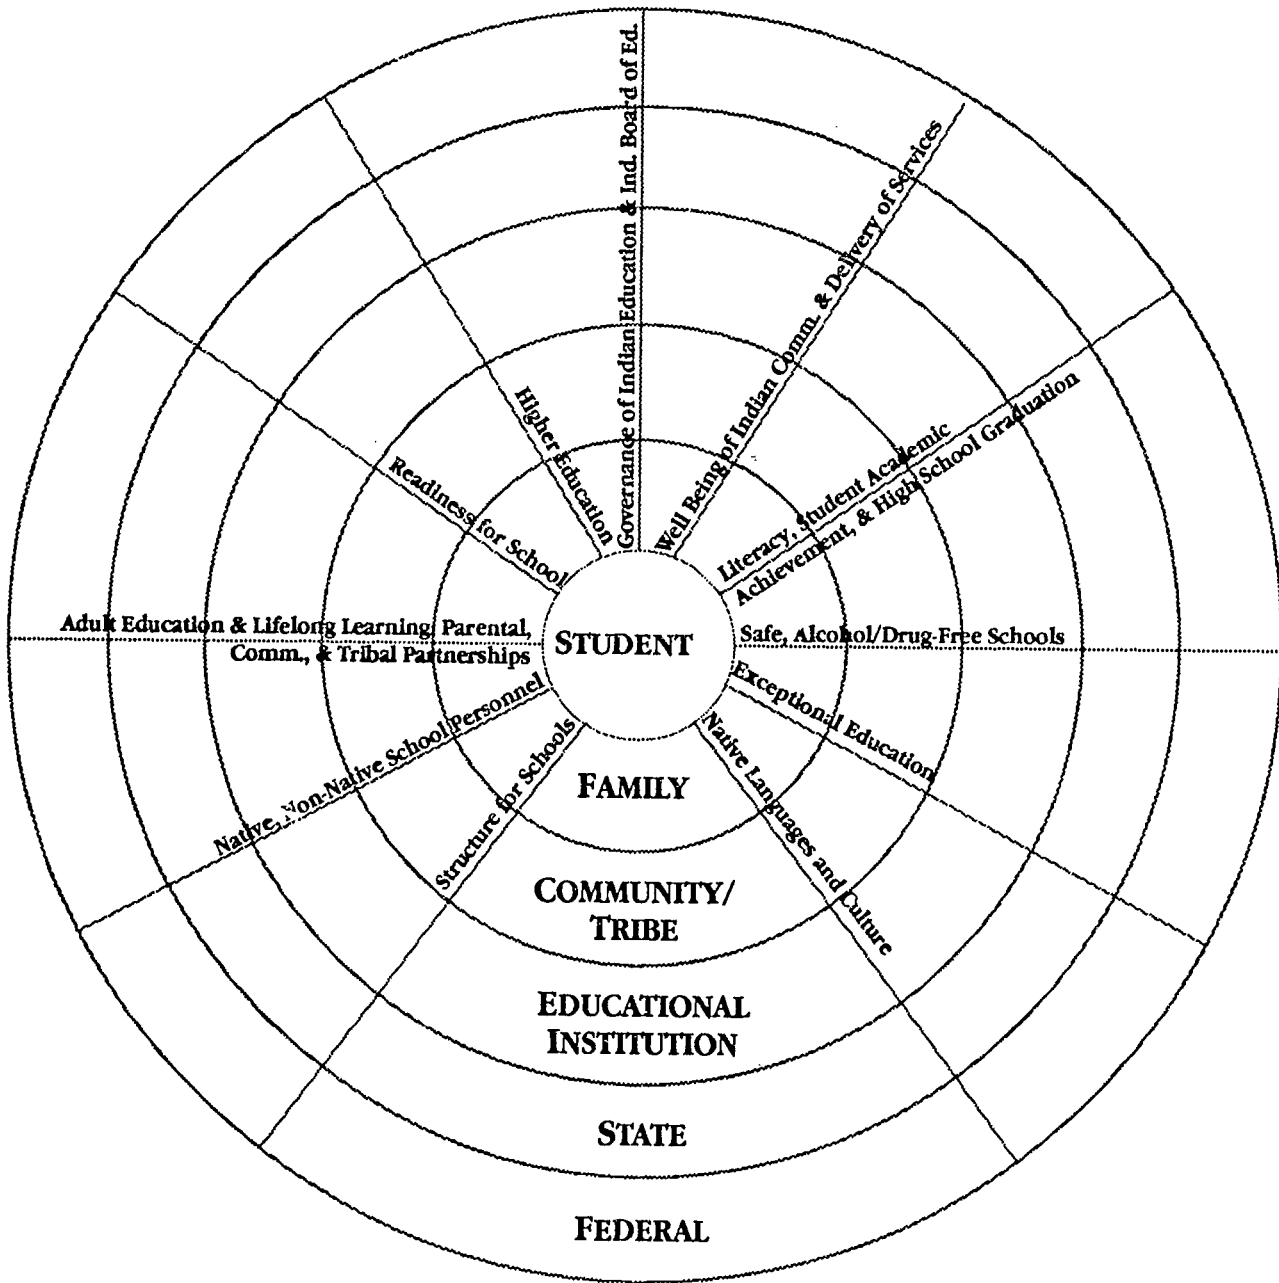 Governance of Indian Education & Ind. Board of Ed.
Well Being of Indian Comm. & Delivery of Services
Literacy, Student Academic
Achievement, & High School Graduation
Safe, Alcohol/Drug-Free Schools
Exceptional Education
Native Languages and Culture
Structure for Schools
Native, Non-Native School Personnel
Adult Education & Lifelong Learning, Parental,
Comm., & Tribal Partnerships
Readiness for School
Higher Education
STUDENT
FAMILY
COMMUNITY/
TRIBE
EDUCATIONAL
INSTITUTION
STATE
FEDERAL